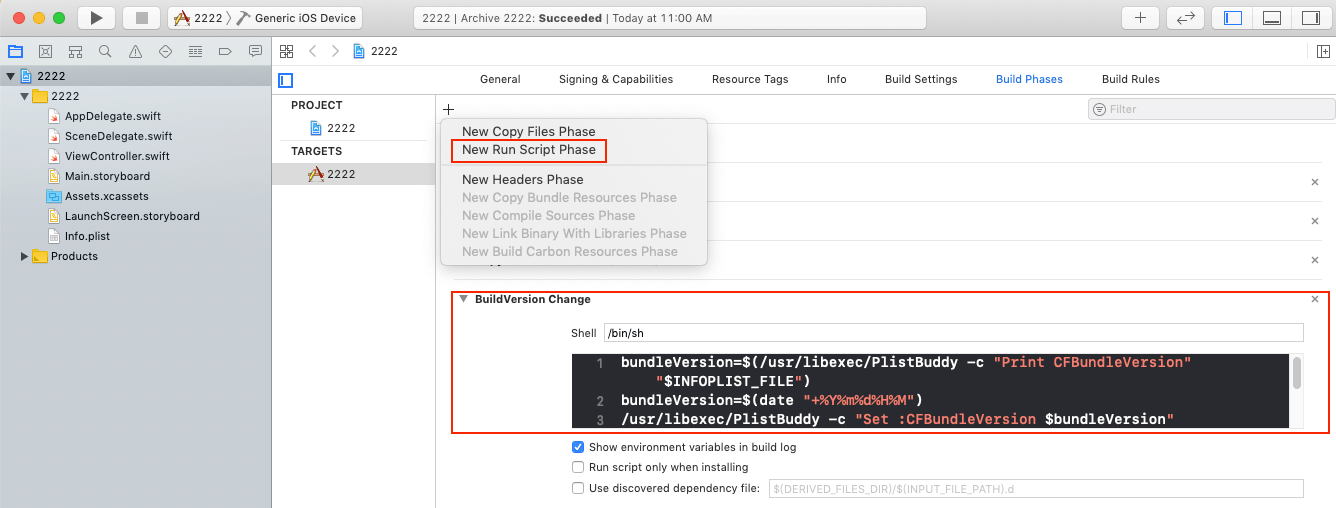 2222 > Generic iOS Device
2222 | Archive 2222: Succeeded | Today at 11:00 AM
2222
2222
2222
AppDelegate.swift
SceneDelegate.swift
ViewController.swift
Main.storyboard
Assets.xcassets
LaunchScreen.storyboard
Info.plist
Products
General Signing & Capabilities Resource Tags Info Build Settings Build Phases Build Rules
PROJECT
2222
TARGETS
2222
Filter
New Copy Files Phase
New Run Script Phase
New Headers Phase
New Copy Bundle Resources Phase
New Compile Sources Phase
New Link Binary With Libraries Phase
New Build Carbon Resources Phase
BuildVersion Change
Shell /bin/sh
1 bundleVersion=$(/usr/libexec/PlistBuddy -c "Print CFBundleVersion"
"$INFOPLIST_FILE")
2 bundleVersion=$(date "+%Y%m%d%H%M")
3 /usr/libexec/PlistBuddy -c "Set :CFBundleVersion $bundleVersion"
Show environment variables in build log
Run script only when installing
Use discovered dependency file: $(DERIVED_FILES_DIR)/$(INPUT_FILE_PATH).d